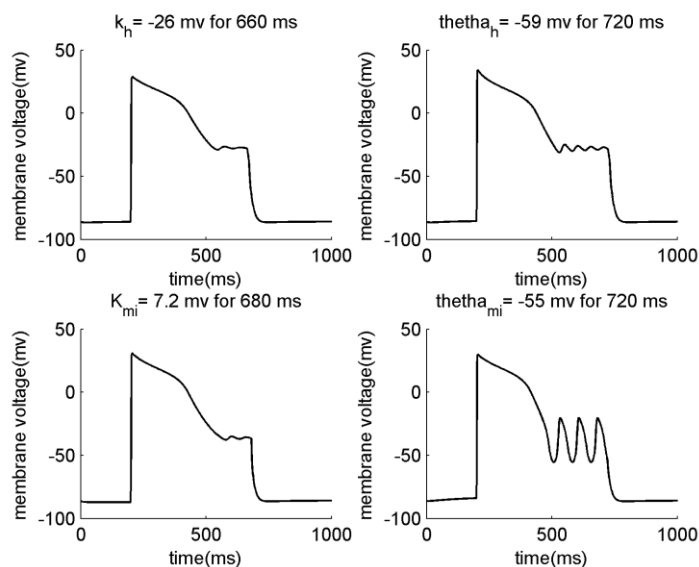 k_h= -26 mv for 660 ms
thetha_h= -59 mv for 720 ms
50
0
-50
-100
membrane voltage(mv)
0
500
1000
time(ms)
50
0
-50
-100
membrane voltage(mv)
0
500
1000
time(ms)
K_mi= 7.2 mv for 680 ms
thetha_mi= -55 mv for 720 ms
50
0
-50
-100
membrane voltage(mv)
0
500
1000
time(ms)
50
0
-50
-100
membrane voltage(mv)
0
500
1000
time(ms)